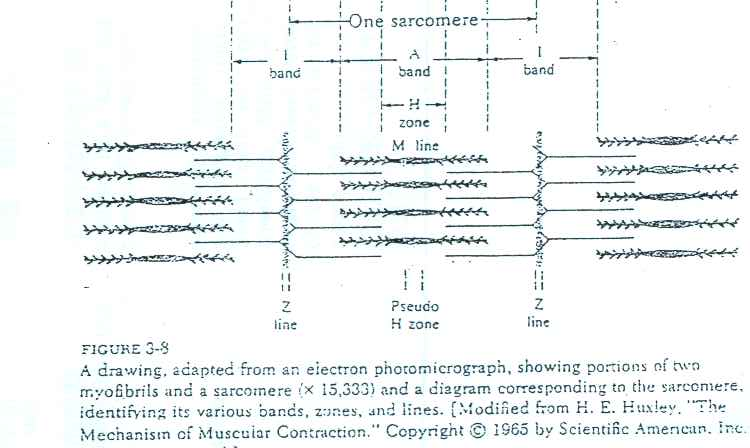 One sarcomere
I A I
band band band
H
zone
M line
Z Pseudo Z
line H zone line
FIGURE 3-8
A drawing, adapted from an electron photomicrograph, showing portions of two
myofibrils and a sarcomere (× 15,333) and a diagram corresponding to the sarcomere,
identifying its various bands, zones, and lines. [Modified from H. E. Huxley, "The
Mechanism of Muscular Contraction." Copyright © 1965 by Scientific American, Inc.